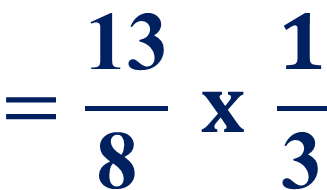 = 13/8 x 1/3